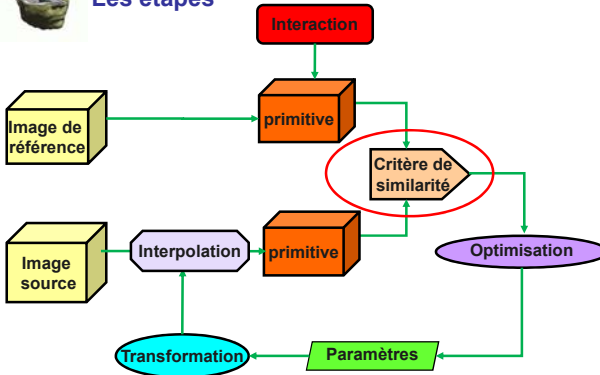 Les étapes
Interaction
Image de
référence
primitive
Critère de
similarité
Image
source
Interpolation
primitive
Optimisation
Transformation
Paramètres